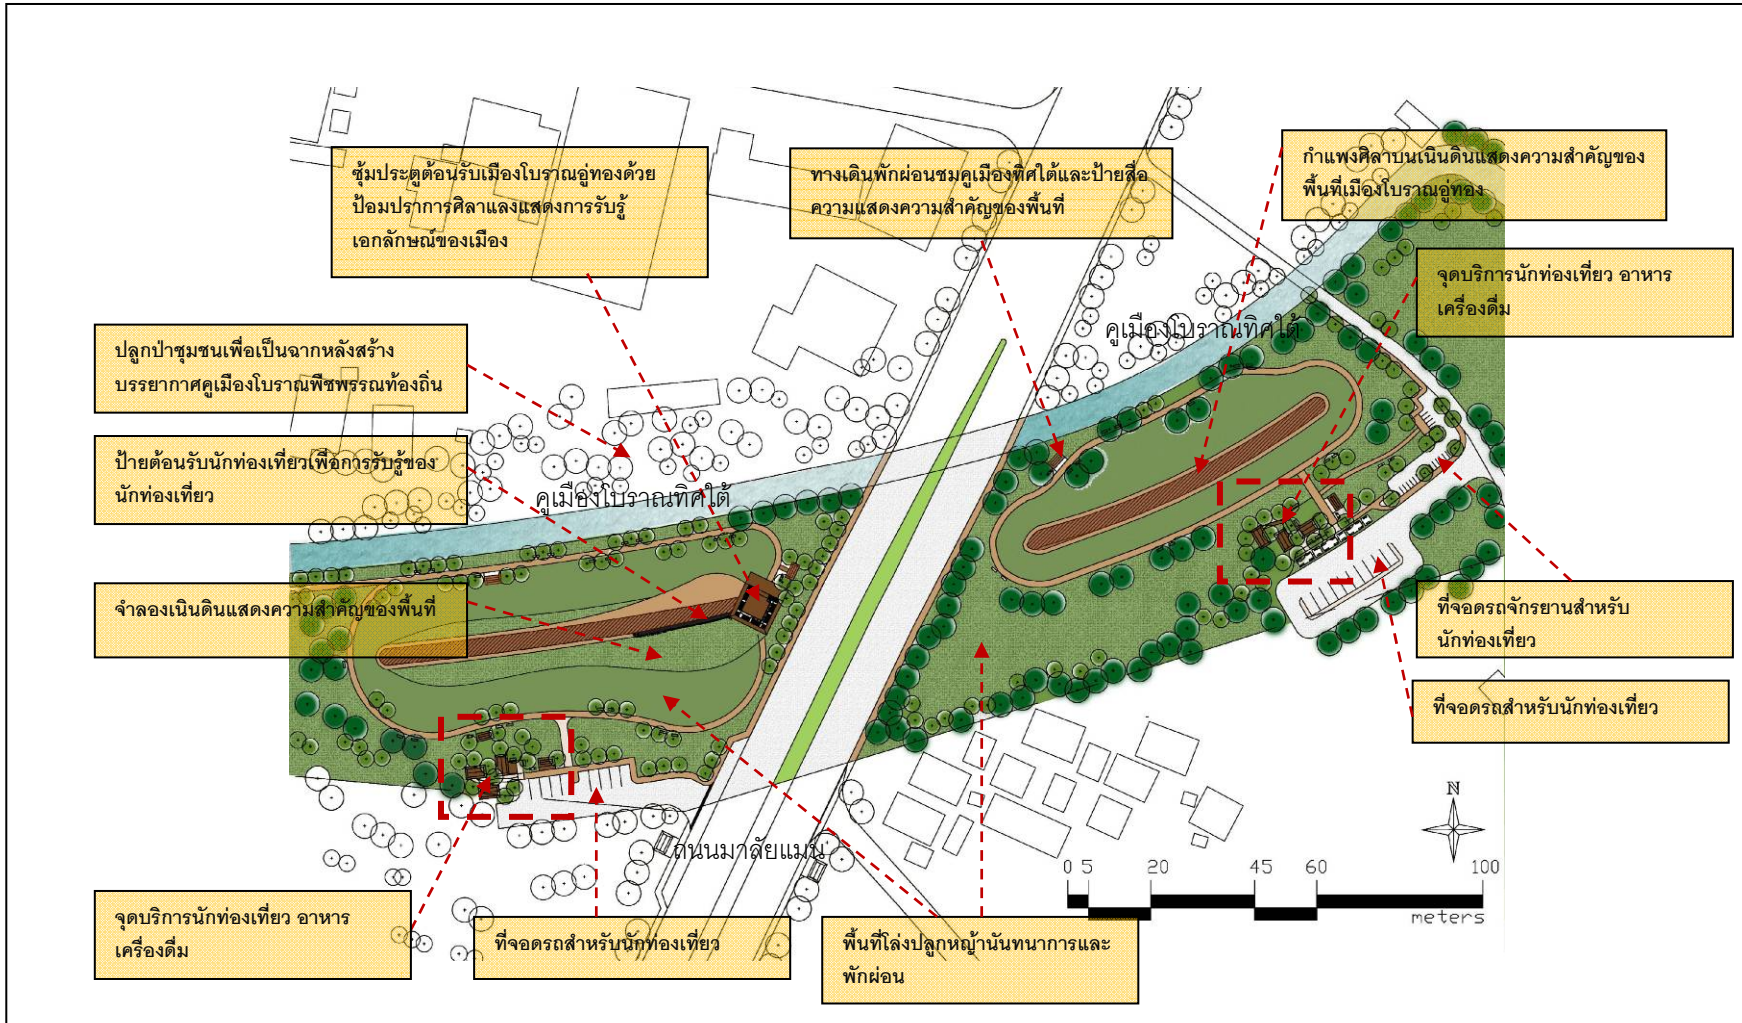 ซุ้มประตูต้อนรับเมืองโบราณอู่ทองด้วย
ป้อมปราการศิลาแลงแสดงการรับรู้
เอกลักษณ์ของเมือง
ทางเดินพักผ่อนชมคูเมืองทิศใต้และป้ายสื่อ
ความแสดงความสำคัญของพื้นที่
กำแพงศิลาบนเนินดินแสดงความสำคัญของ
พื้นที่เมืองโบราณอู่ทอง
จุดบริการนักท่องเที่ยว อาหาร
เครื่องดื่ม
คูเมืองโบราณทิศใต้
ปลูกป่าชุมชนเพื่อเป็นฉากหลังสร้าง
บรรยากาศคูเมืองโบราณพืชพรรณท้องถิ่น
ป้ายต้อนรับนักท่องเที่ยวเพื่อการรับรู้ของ
นักท่องเที่ยว
คูเมืองโบราณทิศใต้
จำลองเนินดินแสดงความสำคัญของพื้นที่
ที่จอดรถจักรยานสำหรับ
นักท่องเที่ยว
ที่จอดรถสำหรับนักท่องเที่ยว
N
ถนนมาลัยแมน
0 5 20 45 60 100
meters
จุดบริการนักท่องเที่ยว อาหาร
เครื่องดื่ม
ที่จอดรถสำหรับนักท่องเที่ยว
พื้นที่โล่งปลูกหญ้านันทนาการและ
พักผ่อน